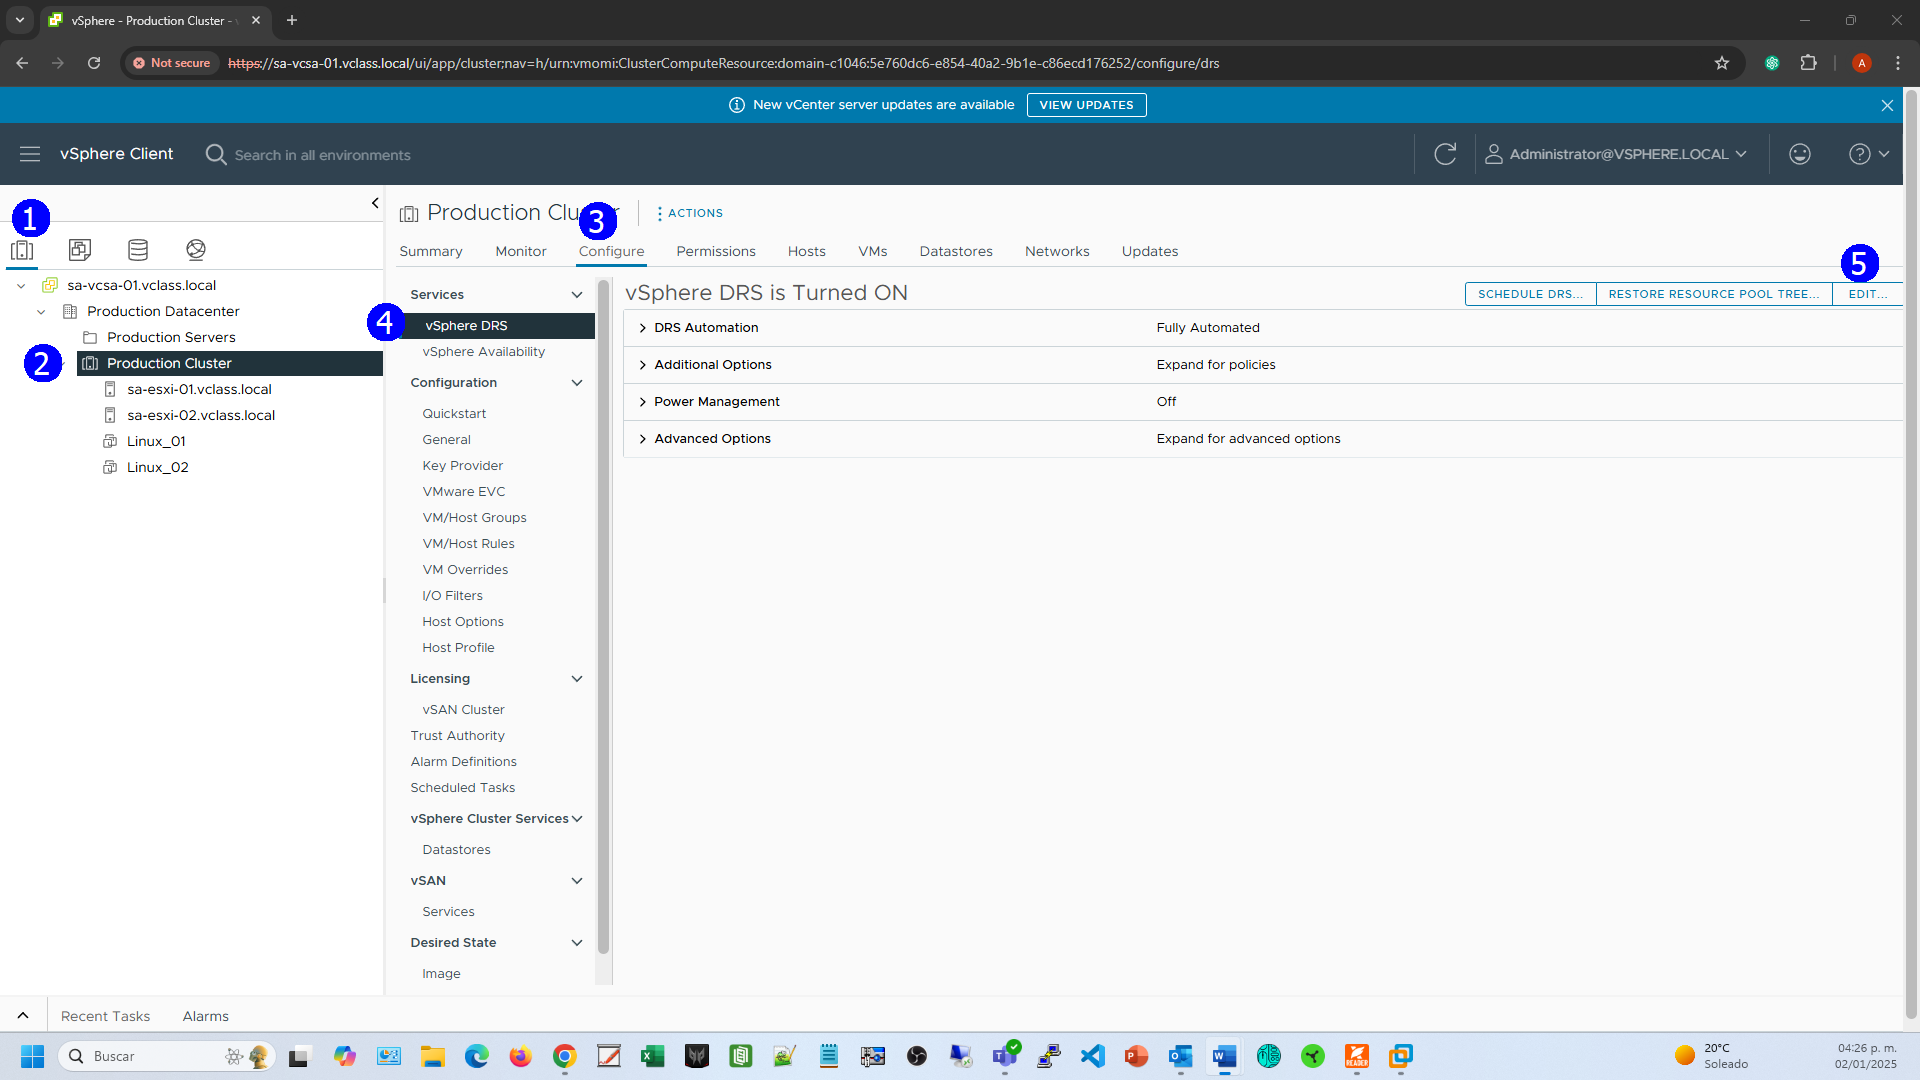 vSphere - Production Cluster -
Not secure
https://sa-vcsa-01.vclass.local/ui/app/cluster;nav=h/urn:vmomi:ClusterComputeResource:domain-c1046:5e760dc6-e854-40a2-9b1e-c86ecd176252/configure/drs
A
New vCenter server updates are available
VIEW UPDATES
vSphere Client
Search in all environments
Administrator@VSPHERE.LOCAL
1
Production Clu
3
ACTIONS
Summary
Monitor
Configure
Permissions
Hosts
VMs
Datastores
Networks
Updates
5
sa-vcsa-01.vclass.local
Production Datacenter
Production Servers
2
Production Cluster
sa-esxi-01.vclass.local
sa-esxi-02.vclass.local
Linux_01
Linux_02
Services
4
vSphere DRS
vSphere Availability
Configuration
Quickstart
General
Key Provider
VMware EVC
VM/Host Groups
VM/Host Rules
VM Overrides
I/O Filters
Host Options
Host Profile
Licensing
vSAN Cluster
Trust Authority
Alarm Definitions
Scheduled Tasks
vSphere Cluster Services
Datastores
vSAN
Services
Desired State
Image
vSphere DRS is Turned ON
SCHEDULE DRS...
RESTORE RESOURCE POOL TREE...
EDIT...
DRS Automation
Fully Automated
Additional Options
Expand for policies
Power Management
Off
Advanced Options
Expand for advanced options
Recent Tasks
Alarms
Buscar
READER
20°C
Soleado
04:26 p. m.
02/01/2025